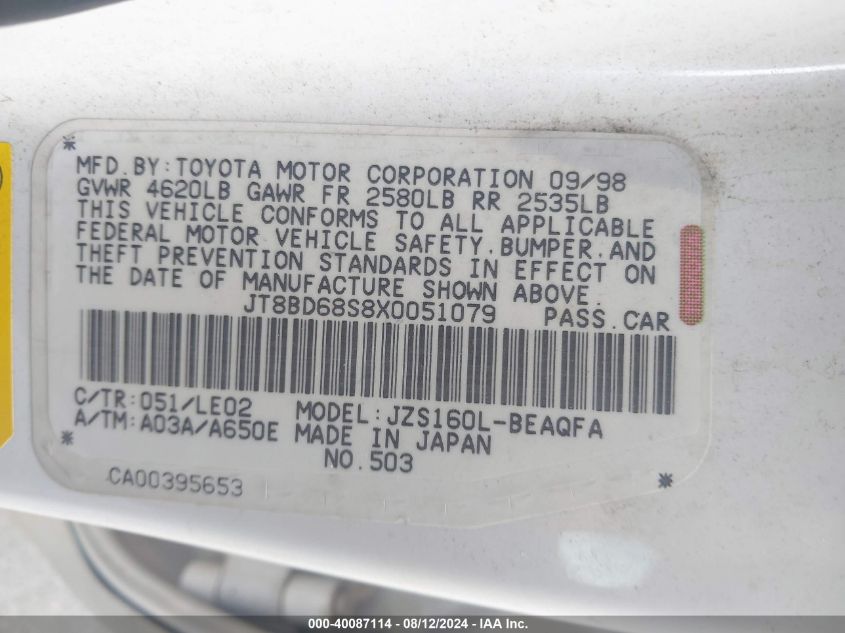 MFD.BY:TOYOTA MOTOR CORPORATION 09/98
GVWR 4620LB GAWR FR 2580LB RR 2535LB
THIS VEHICLE CONFORMS TO ALL APPLICABLE
FEDERAL MOTOR VEHICLE SAFETY,BUMPER,AND
THEFT PREVENTION STANDARDS IN EFFECT ON
THE DATE OF MANUFACTURE SHOWN ABOVE.
JT8BD68S8X0051079 PASS.CAR
C/TR:051/LE02 MODEL:JZS160L-BEAQFA
A/TM:A03A/A650E MADE IN JAPAN
NO.503
CA00395653
000-40087114 - 08/12/2024 - IAA Inc.